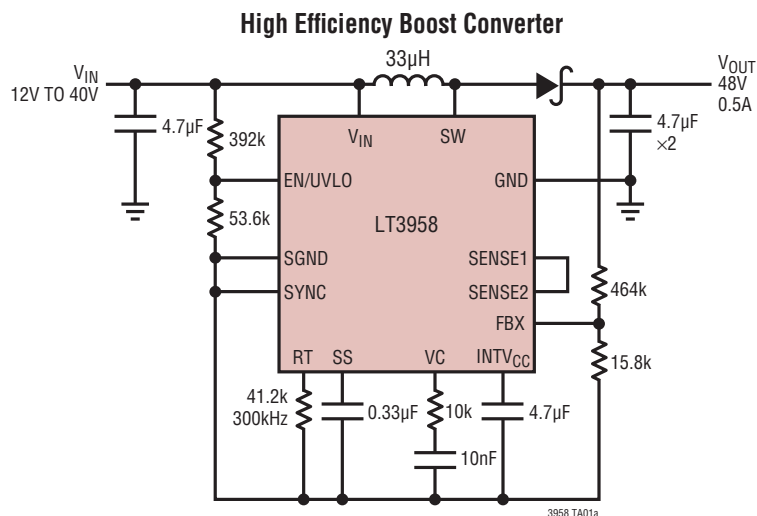 High Efficiency Boost Converter
33µH
VIN
12V TO 40V
VOUT
48V
0.5A
4.7µF
392k
VIN
SW
4.7µF
×2
EN/UVLO
GND
53.6k
LT3958
SGND
SENSE1
SYNC
SENSE2
464k
FBX
RT
SS
VC
INTVCC
15.8k
41.2k
300kHz
0.33µF
10k
4.7µF
10nF
3958 TA01a